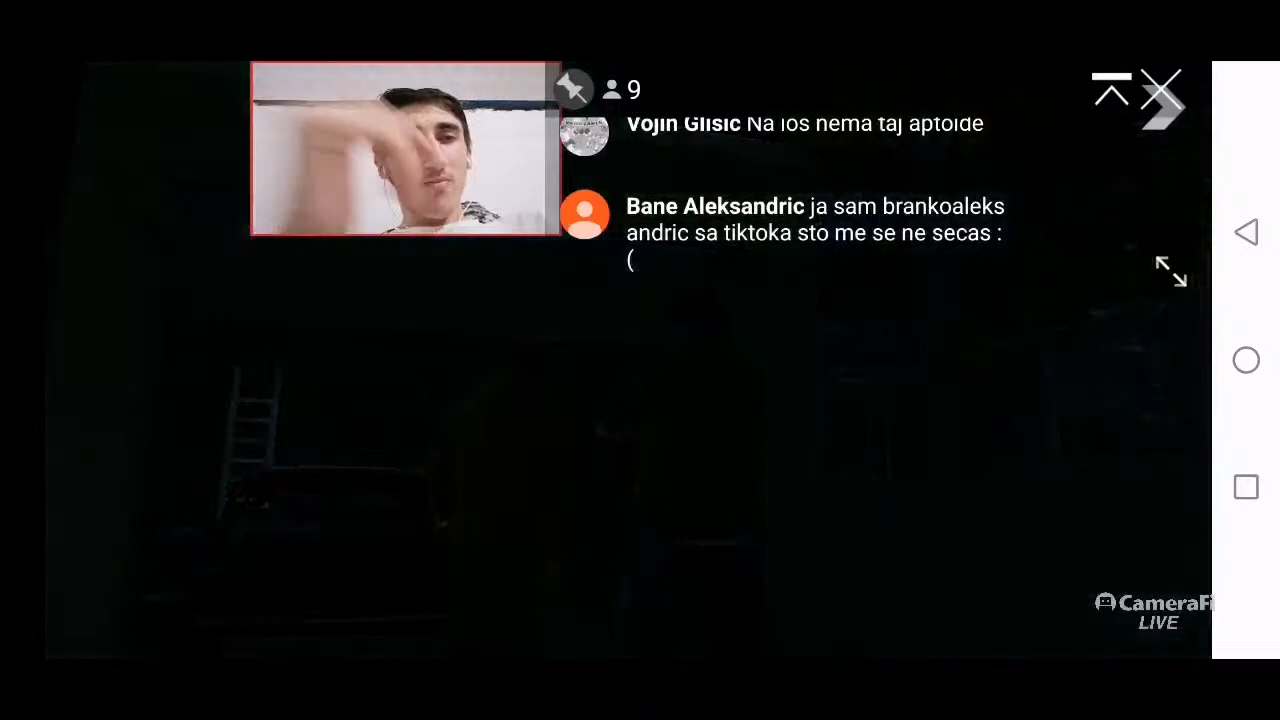 9
Vojin Glisic Na ios nema taj aptoide
Bane Aleksandric ja sam brankoaleks
andric sa tiktoka sto me se ne secas :
(
CameraFi
LIVE